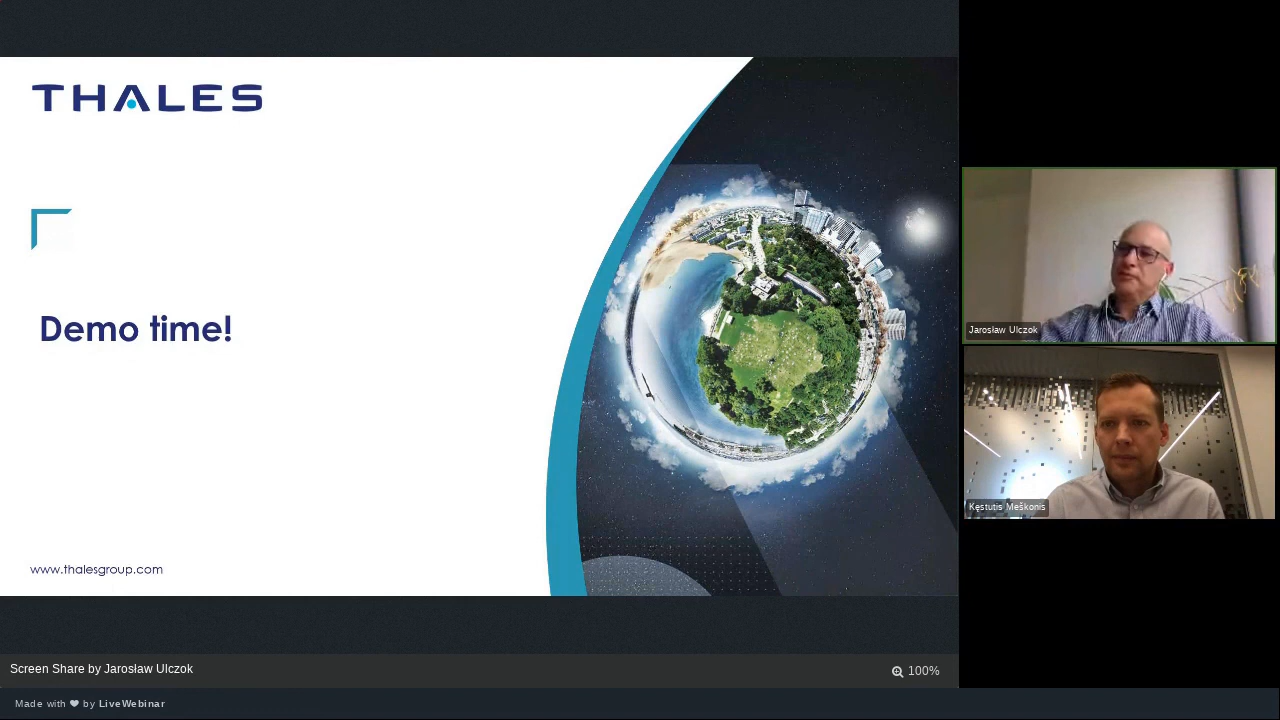 THALES
Demo time!
www.thalesgroup.com
Jarosław Ulczok
Kęstutis Meškonis
Screen Share by Jarosław Ulczok
100%
Made with ❤ by LiveWebinar